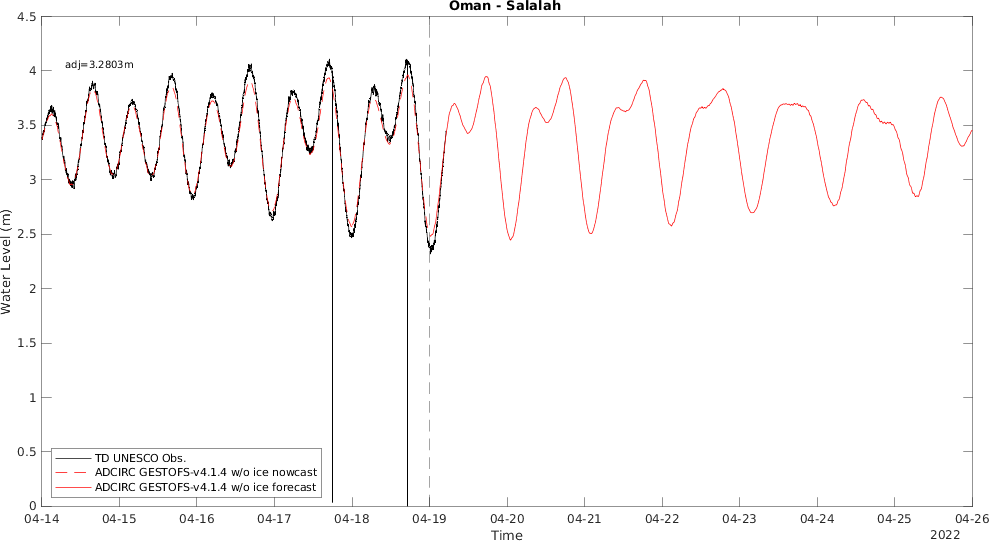 Oman - Salalah
4.5
adj=3.2803m
4
3.5
3
2.5
2
1.5
1
0.5
0
Water Level (m)
TD UNESCO Obs.
ADCIRC GESTOFS-v4.1.4 w/o ice nowcast
ADCIRC GESTOFS-v4.1.4 w/o ice forecast
04-14 04-15 04-16 04-17 04-18 04-19 04-20 04-21 04-22 04-23 04-24 04-25 04-26
Time
2022